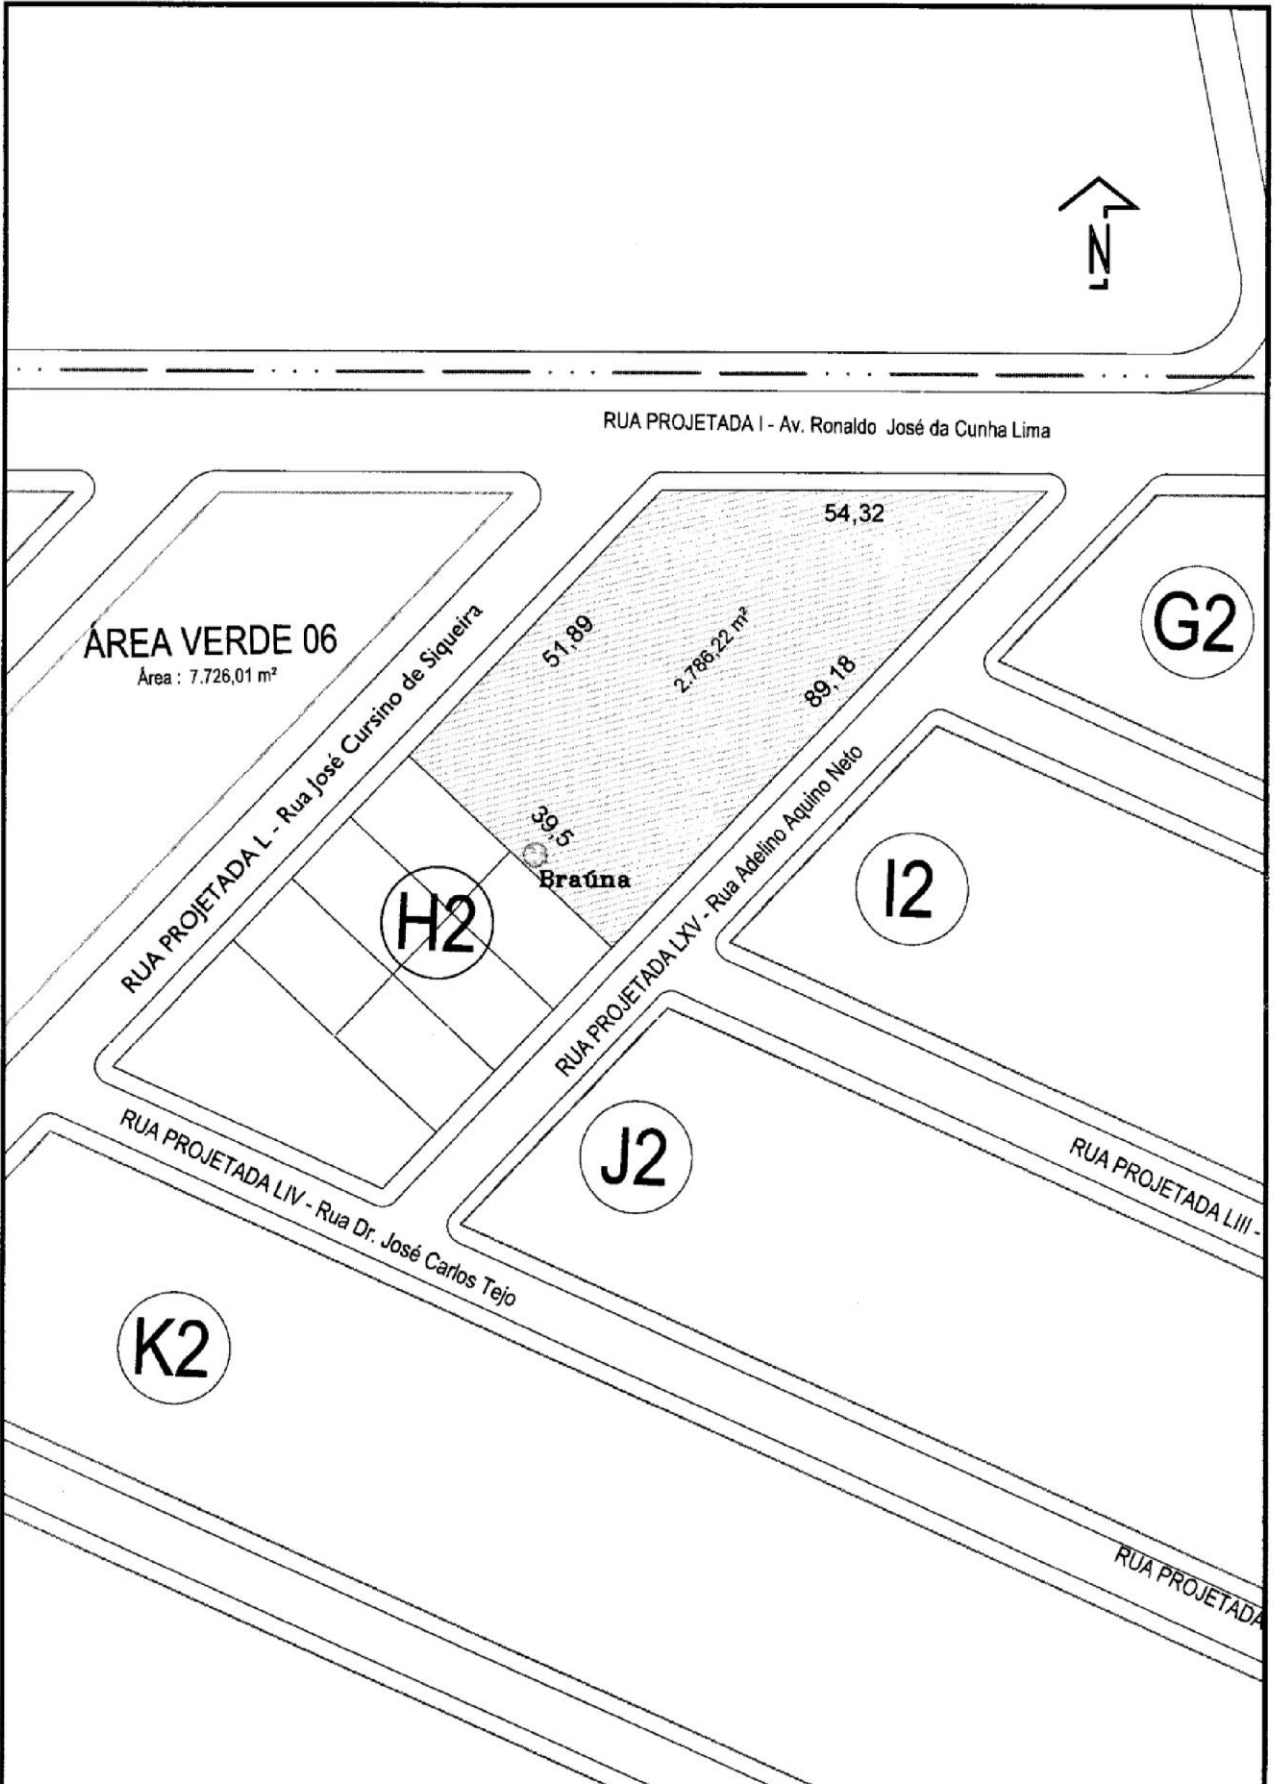 N
RUA PROJETADA I - Av. Ronaldo José da Cunha Lima
54,32
51,89
2.786,22 m²
89,18
39,5
Braúna
G2
ÁREA VERDE 06
Área : 7.726,01 m²
RUA PROJETADA L - Rua José Cursino de Siqueira
H2
RUA PROJETADA LXV - Rua Adelino Aquino Neto
I2
RUA PROJETADA LIV - Rua Dr. José Carlos Tejo
J2
RUA PROJETADA LIII -
K2
RUA PROJETADA